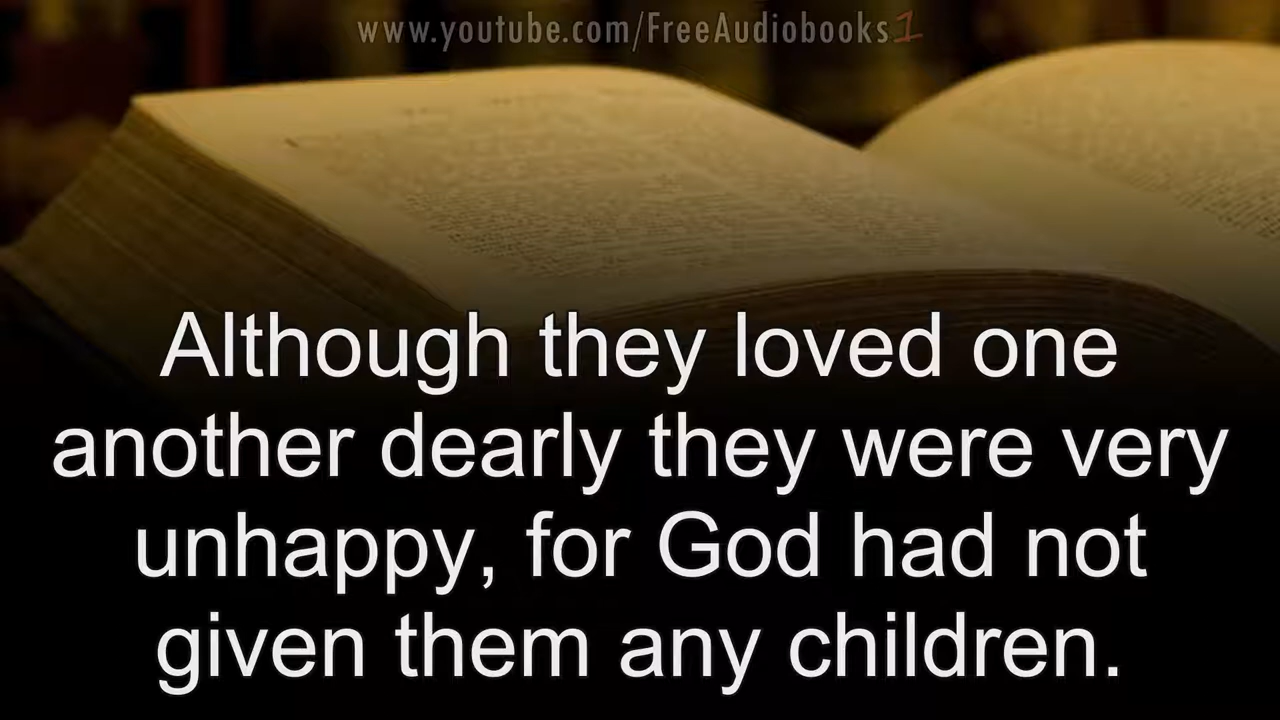 www.youtube.com/FreeAudiobooks1
Although they loved one
another dearly they were very
unhappy, for God had not
given them any children.